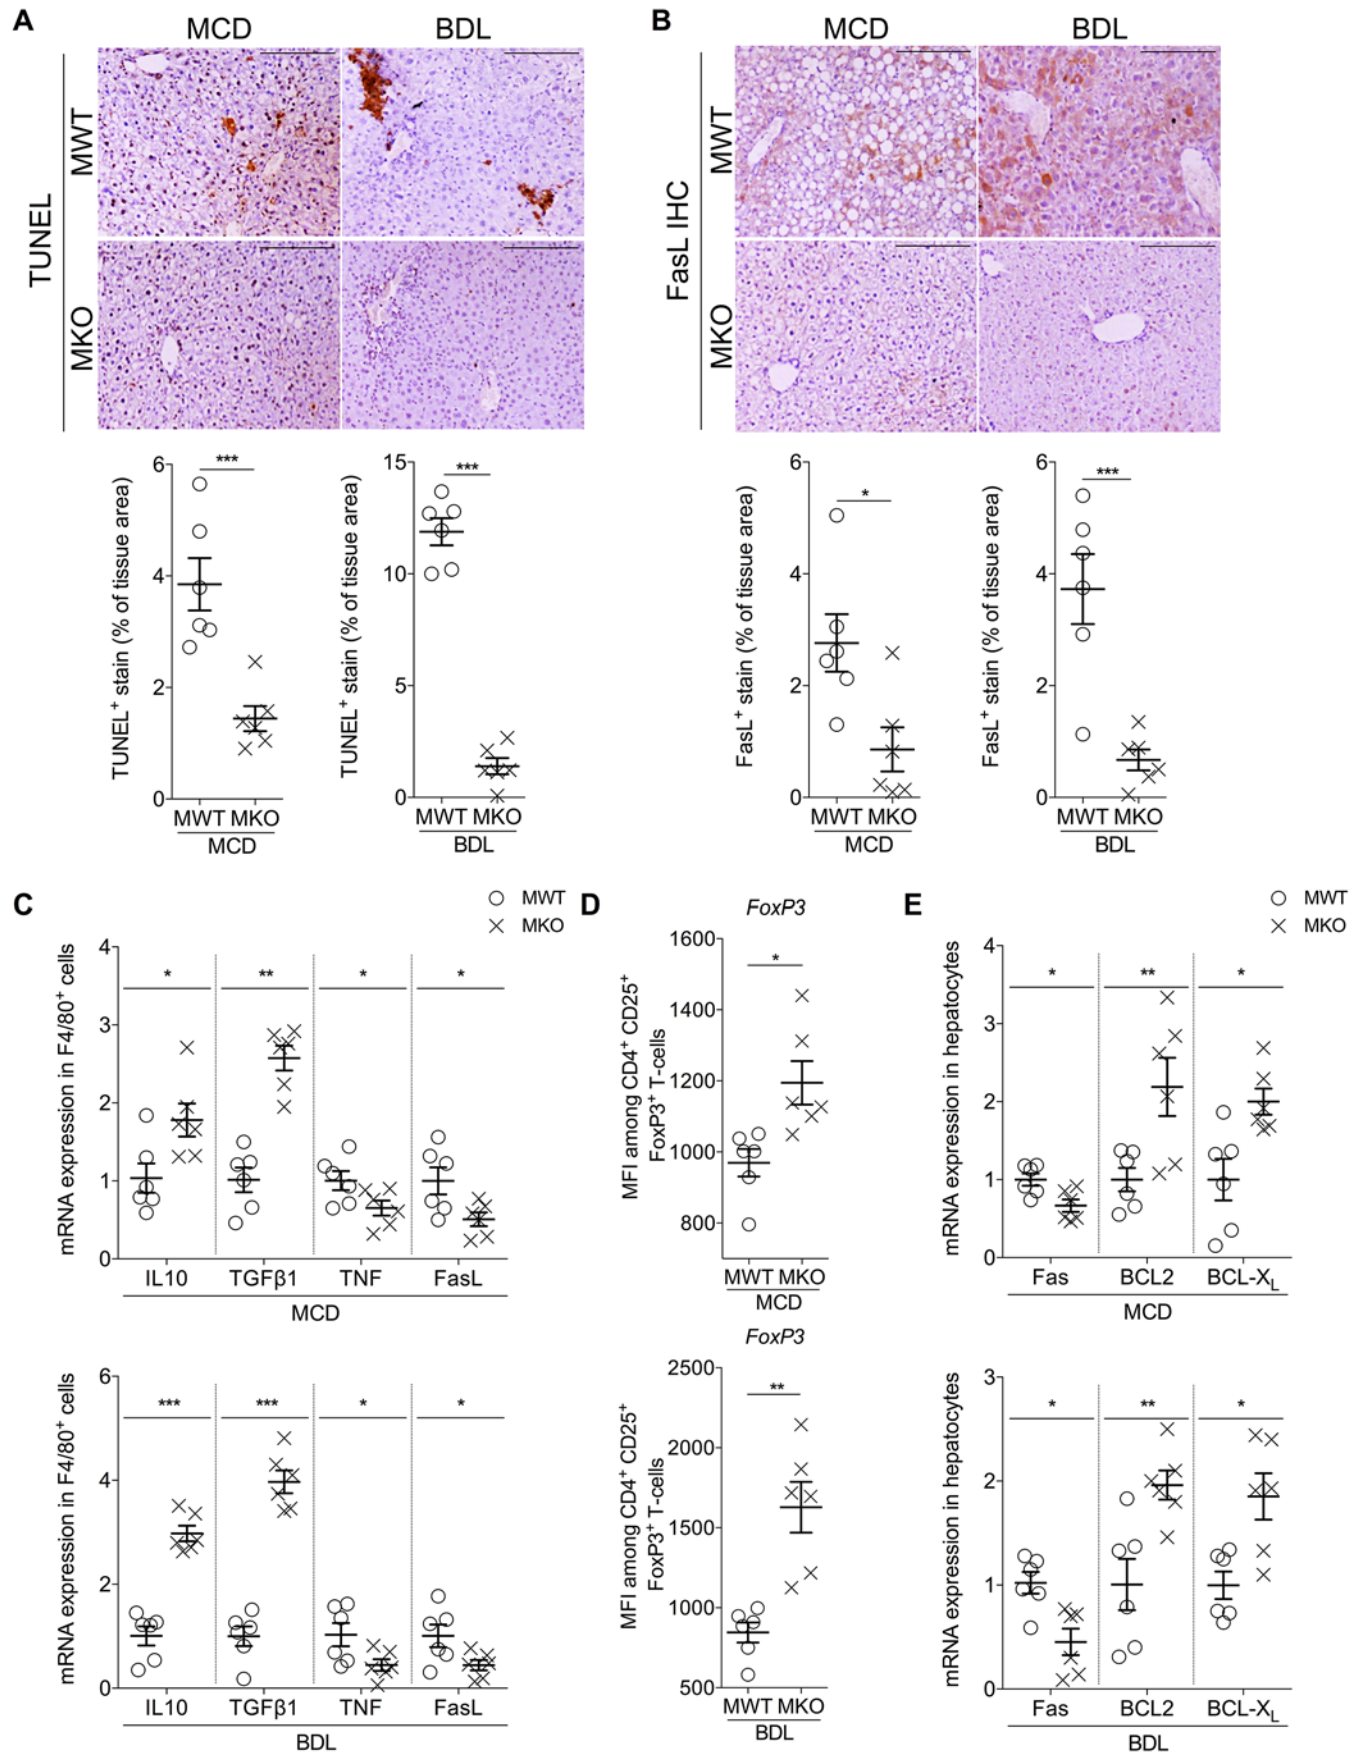 A
MCD
BDL
TUNEL
MWT
MKO
TUNEL+ stain (% of tissue area)
6
4
2
0
***
MWT MKO
MCD
TUNEL+ stain (% of tissue area)
15
10
5
0
***
MWT MKO
BDL
B
MCD
BDL
FasL IHC
MWT
MKO
FasL+ stain (% of tissue area)
6
4
2
0
*
MWT MKO
MCD
FasL+ stain (% of tissue area)
6
4
2
0
***
MWT MKO
BDL
C
MWT
MKO
mRNA expression in F4/80+ cells
4
3
2
1
0
* ** * *
IL10 TGFβ1 TNF FasL
MCD
mRNA expression in F4/80+ cells
6
4
2
0
*** *** * *
IL10 TGFβ1 TNF FasL
BDL
D
FoxP3
MFI among CD4+ CD25+
FoxP3+ T-cells
1600
1400
1200
1000
800
*
MWT MKO
MCD
FoxP3
MFI among CD4+ CD25+
FoxP3+ T-cells
2500
2000
1500
1000
500
**
MWT MKO
BDL
E
MWT
MKO
mRNA expression in hepatocytes
4
3
2
1
0
* ** *
Fas BCL2 BCL-XL
MCD
mRNA expression in hepatocytes
3
2
1
0
* ** *
Fas BCL2 BCL-XL
BDL